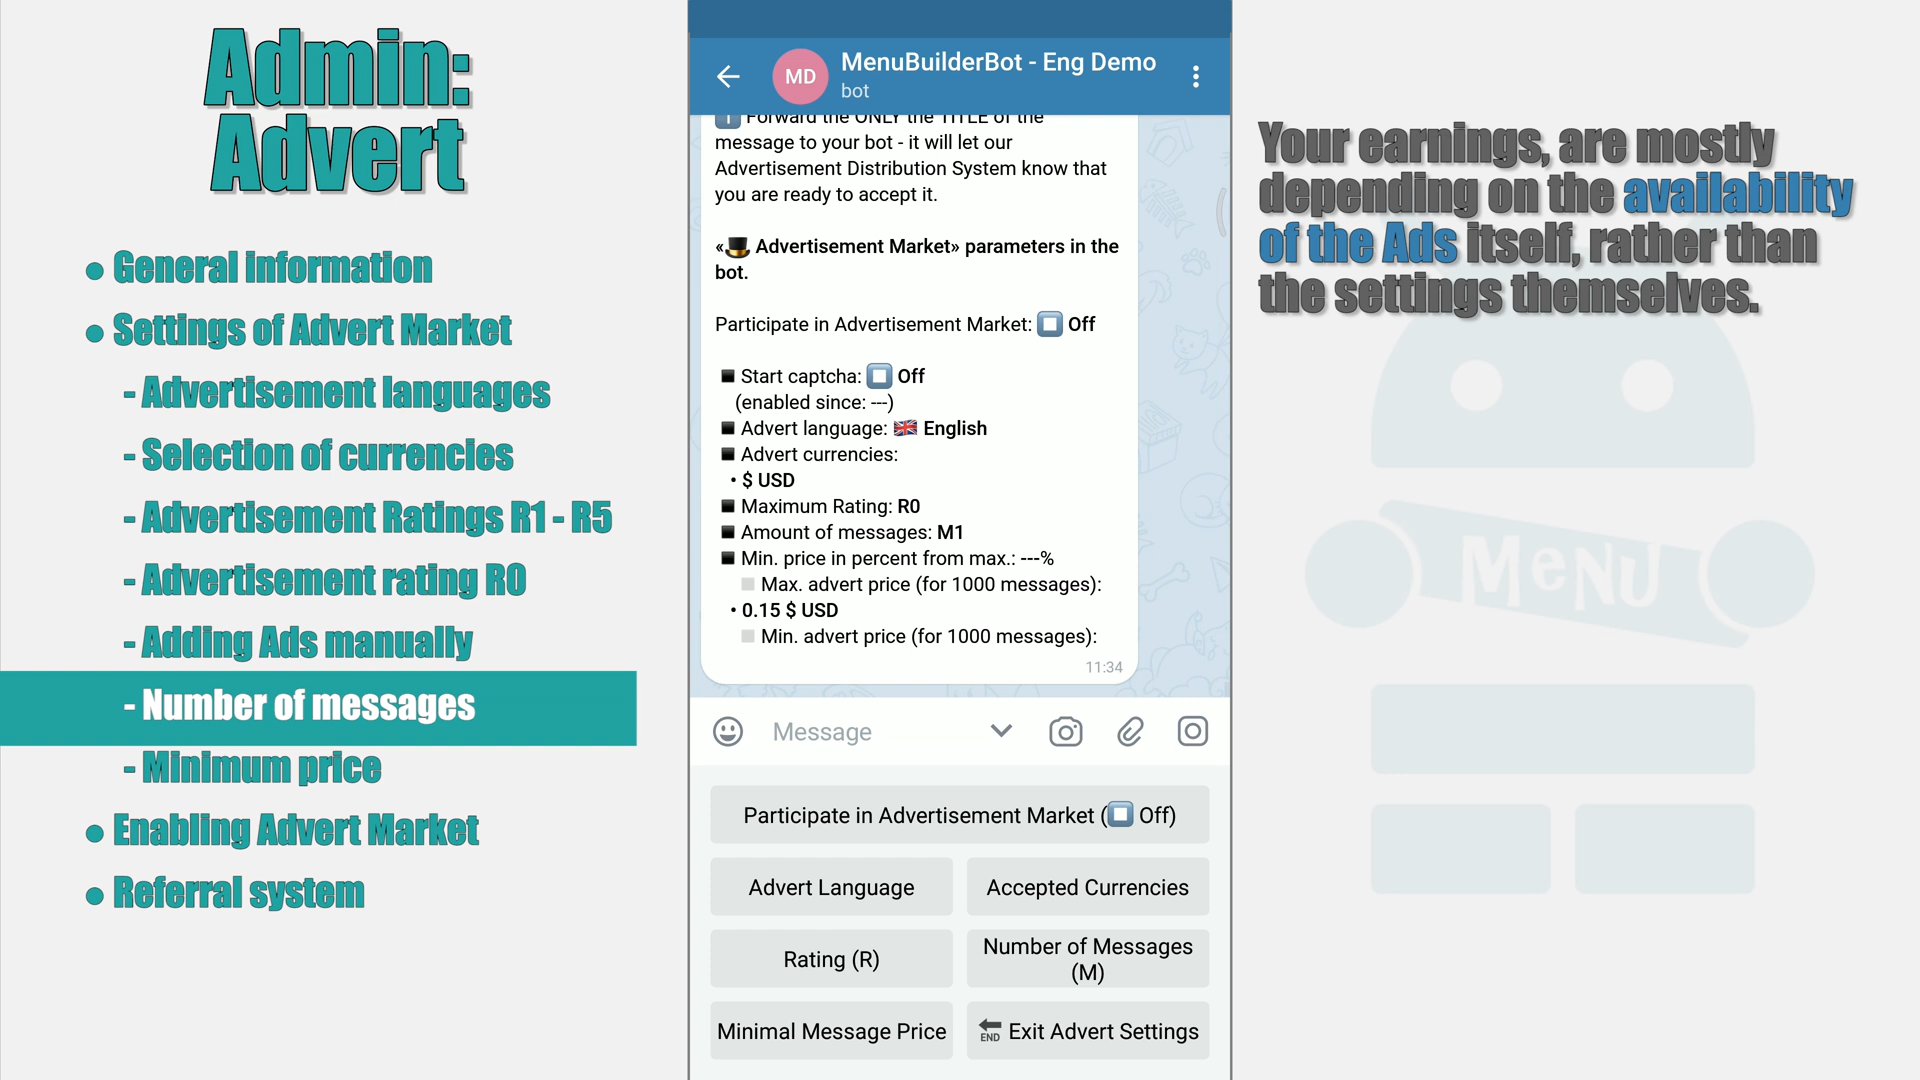 Admin:
Advert
● General information
● Settings of Advert Market
- Advertisement languages
- Selection of currencies
- Advertisement Ratings R1 - R5
- Advertisement rating R0
- Adding Ads manually
- Number of messages
- Minimum price
● Enabling Advert Market
● Referral system
MD
MenuBuilderBot - Eng Demo
bot
Forward the ONLY the TITLE of the
message to your bot - it will let our
Advertisement Distribution System know that
you are ready to accept it.
«🎩 Advertisement Market» parameters in the
bot.
Participate in Advertisement Market: Off
Start captcha: Off
(enabled since: ---)
Advert language: 🇬🇧 English
Advert currencies:
• $ USD
Maximum Rating: R0
Amount of messages: M1
Min. price in percent from max.: ---%
Max. advert price (for 1000 messages):
• 0.15 $ USD
Min. advert price (for 1000 messages):
11:34
Message
Participate in Advertisement Market ( Off)
Advert Language
Accepted Currencies
Rating (R)
Number of Messages
(M)
Minimal Message Price
END Exit Advert Settings
Your earnings, are mostly
depending on the availability
of the Ads itself, rather than
the settings themselves.
MeNU